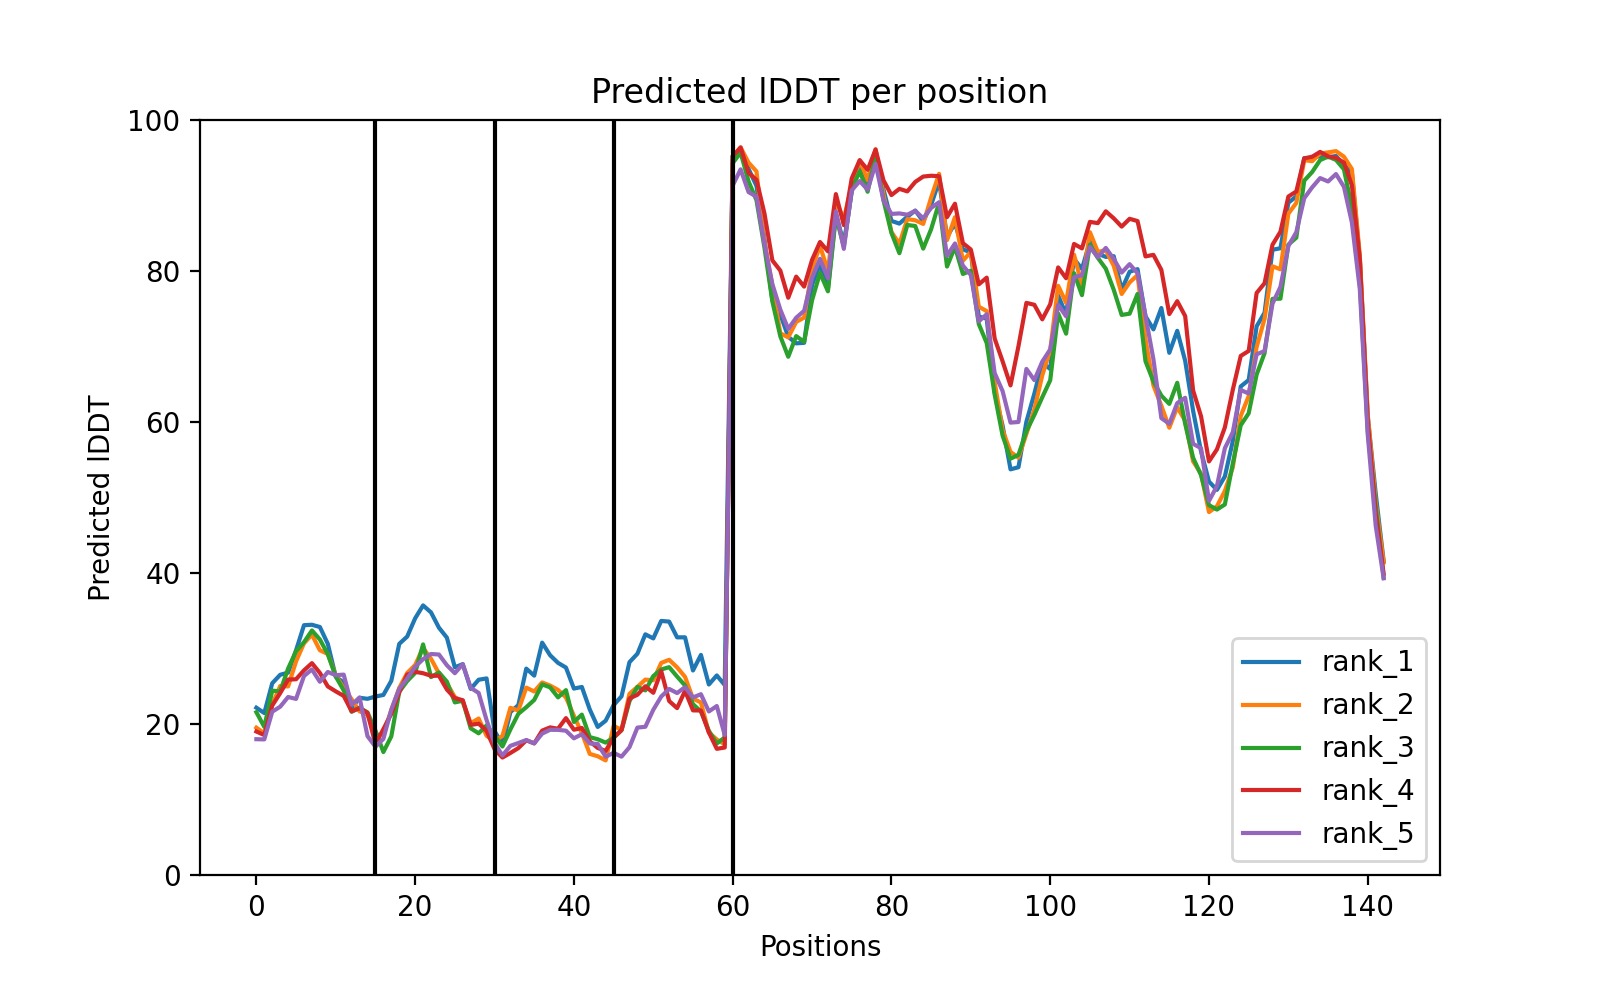 Predicted lDDT per position
Predicted lDDT
100
80
60
40
20
0
0 20 40 60 80 100 120 140
Positions
rank_1
rank_2
rank_3
rank_4
rank_5